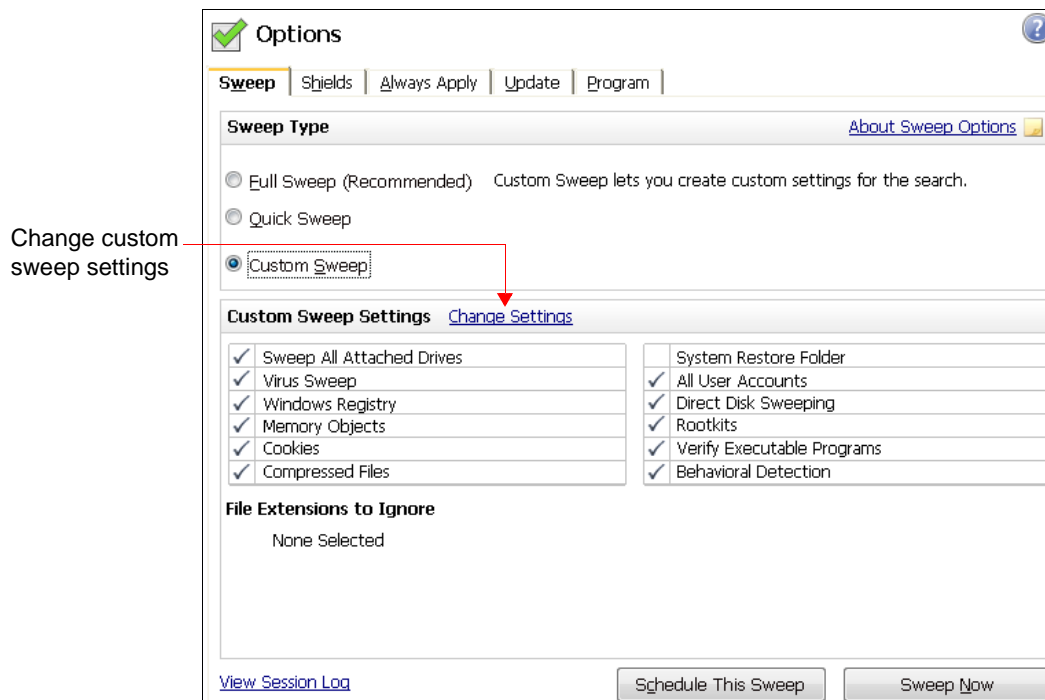 Options
?
Sweep
Shields
Always Apply
Update
Program
Sweep Type
About Sweep Options
Full Sweep (Recommended)
Custom Sweep lets you create custom settings for the search.
Quick Sweep
Change custom
sweep settings
Custom Sweep
Custom Sweep Settings
Change Settings
Sweep All Attached Drives
Virus Sweep
Windows Registry
Memory Objects
Cookies
Compressed Files
System Restore Folder
All User Accounts
Direct Disk Sweeping
Rootkits
Verify Executable Programs
Behavioral Detection
File Extensions to Ignore
None Selected
View Session Log
Schedule This Sweep
Sweep Now